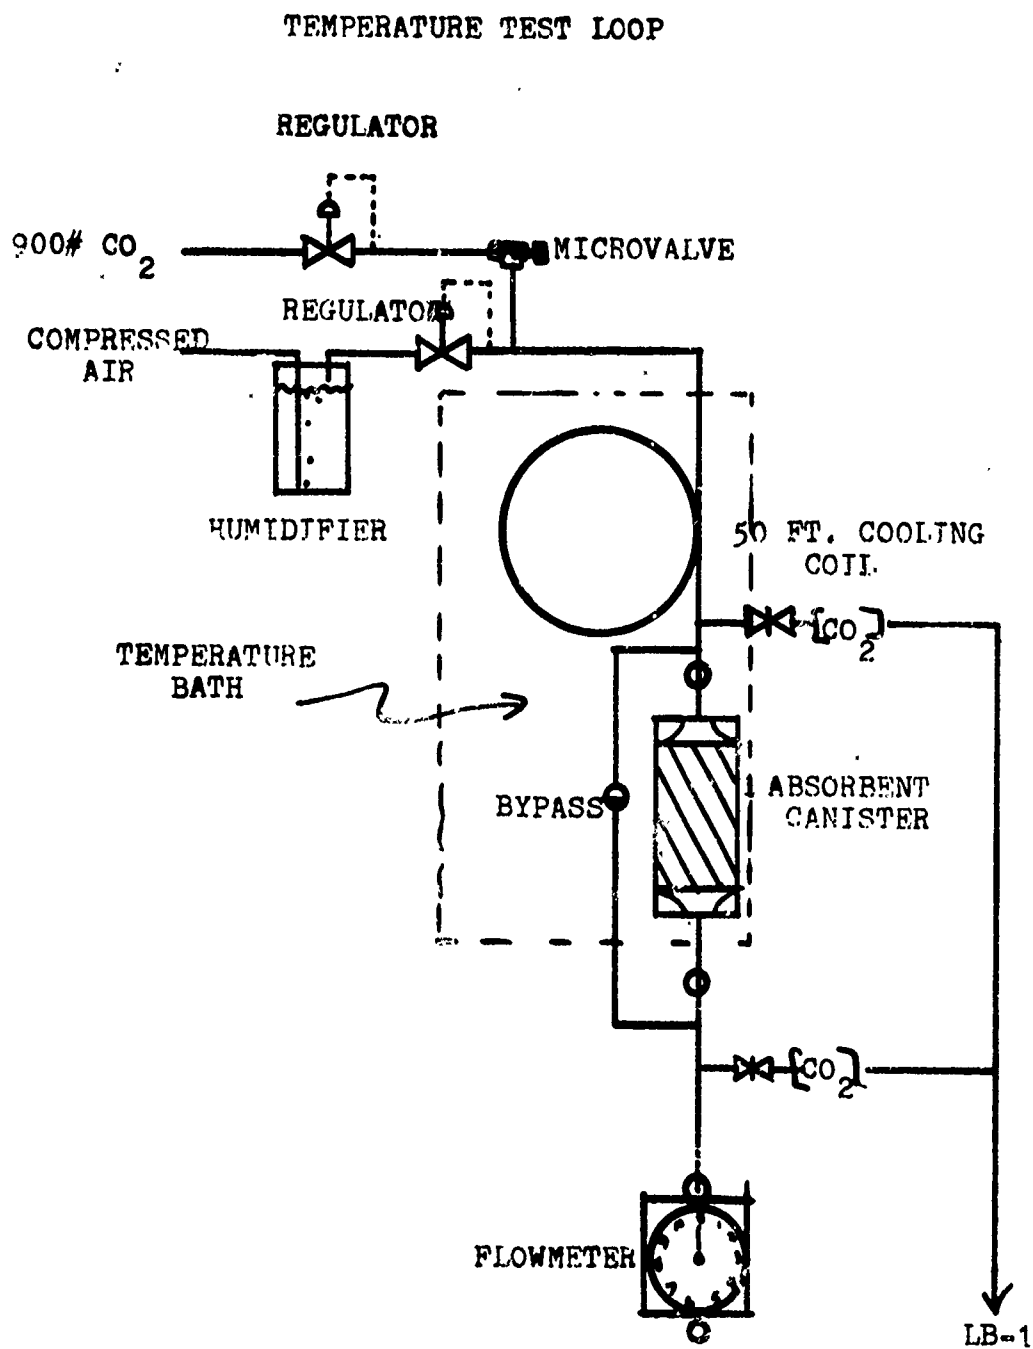 TEMPERATURE TEST LOOP
REGULATOR
900# CO2
MICROVALVE
REGULATOR
COMPRESSED
AIR
HUMIDIFIER
50 FT. COOLING
COIL
[CO2]
TEMPERATURE
BATH
BYPASS
ABSORBENT
CANISTER
[CO2]
FLOWMETER
LB-1